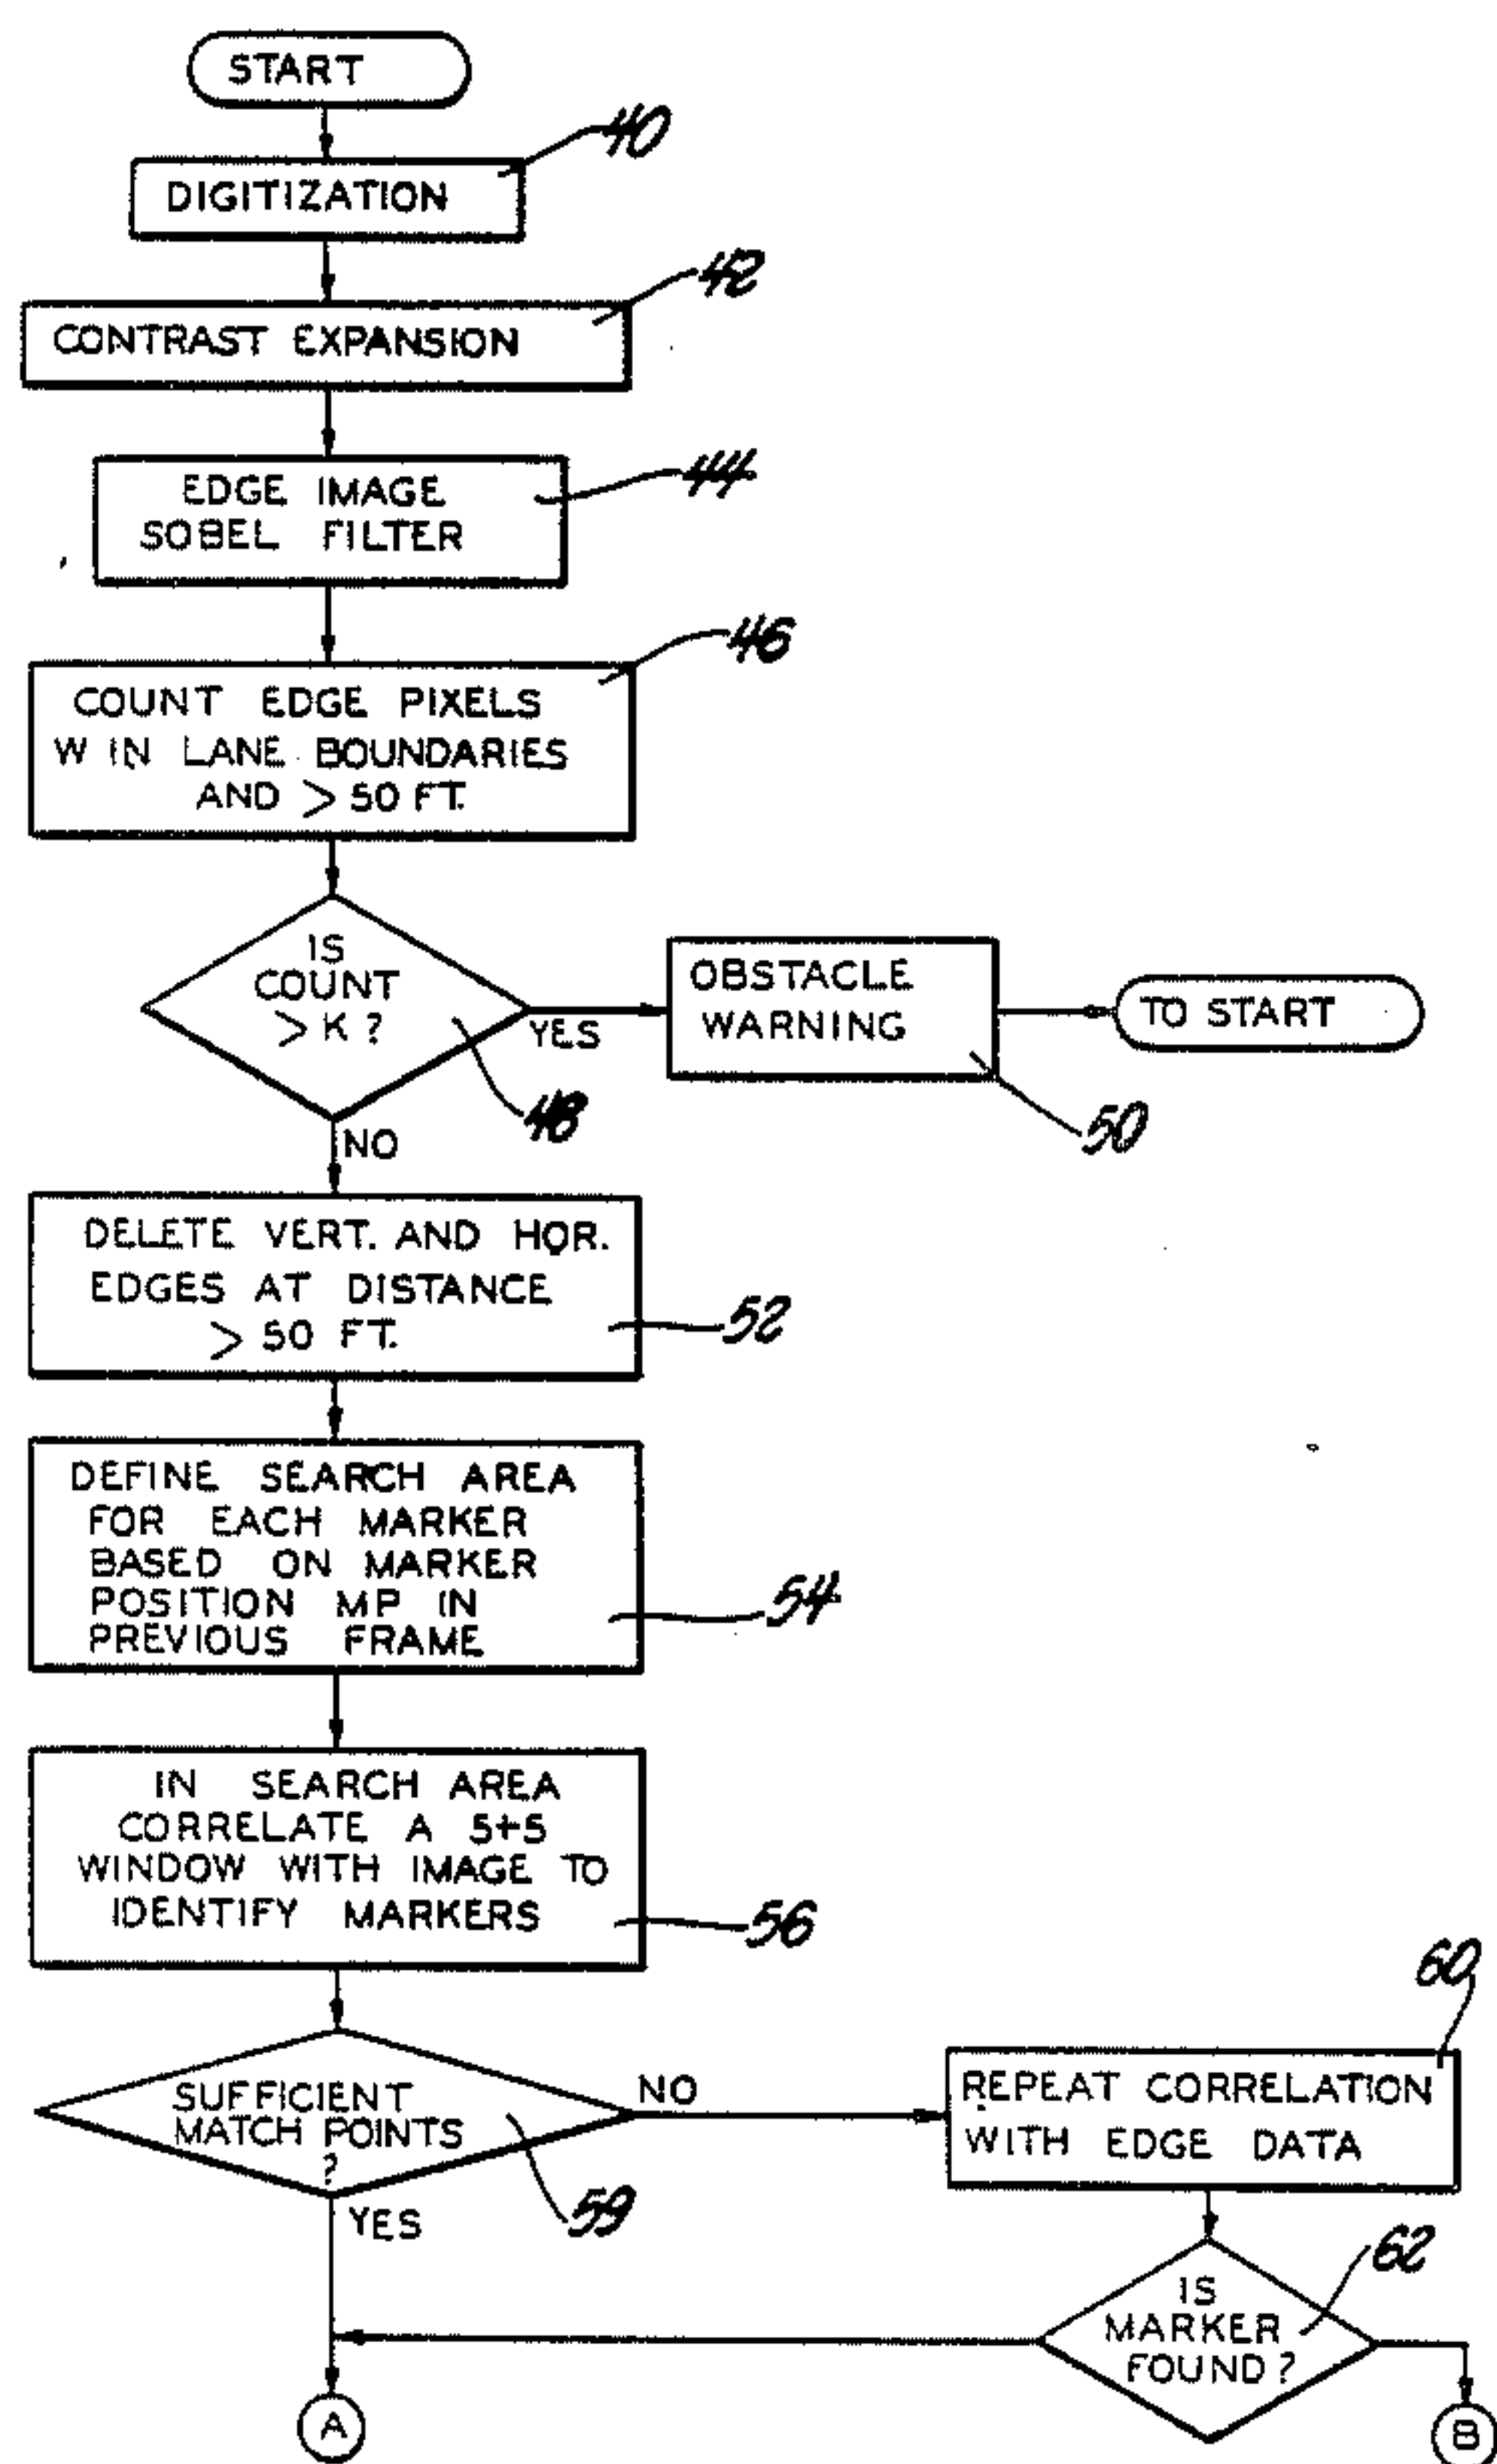 START
40
DIGITIZATION
42
CONTRAST EXPANSION
44
EDGE IMAGE
SOBEL FILTER
46
COUNT EDGE PIXELS
W IN LANE BOUNDARIES
AND > 50 FT.
IS
COUNT
> K ?
YES
48
NO
OBSTACLE
WARNING
50
TO START
DELETE VERT. AND HOR.
EDGES AT DISTANCE
> 50 FT.
52
DEFINE SEARCH AREA
FOR EACH MARKER
BASED ON MARKER
POSITION MP IN
PREVIOUS FRAME
54
IN SEARCH AREA
CORRELATE A 5+5
WINDOW WITH IMAGE TO
IDENTIFY MARKERS
56
SUFFICIENT
MATCH POINTS
?
NO
59
YES
60
REPEAT CORRELATION
WITH EDGE DATA
62
IS
MARKER
FOUND ?
A
B